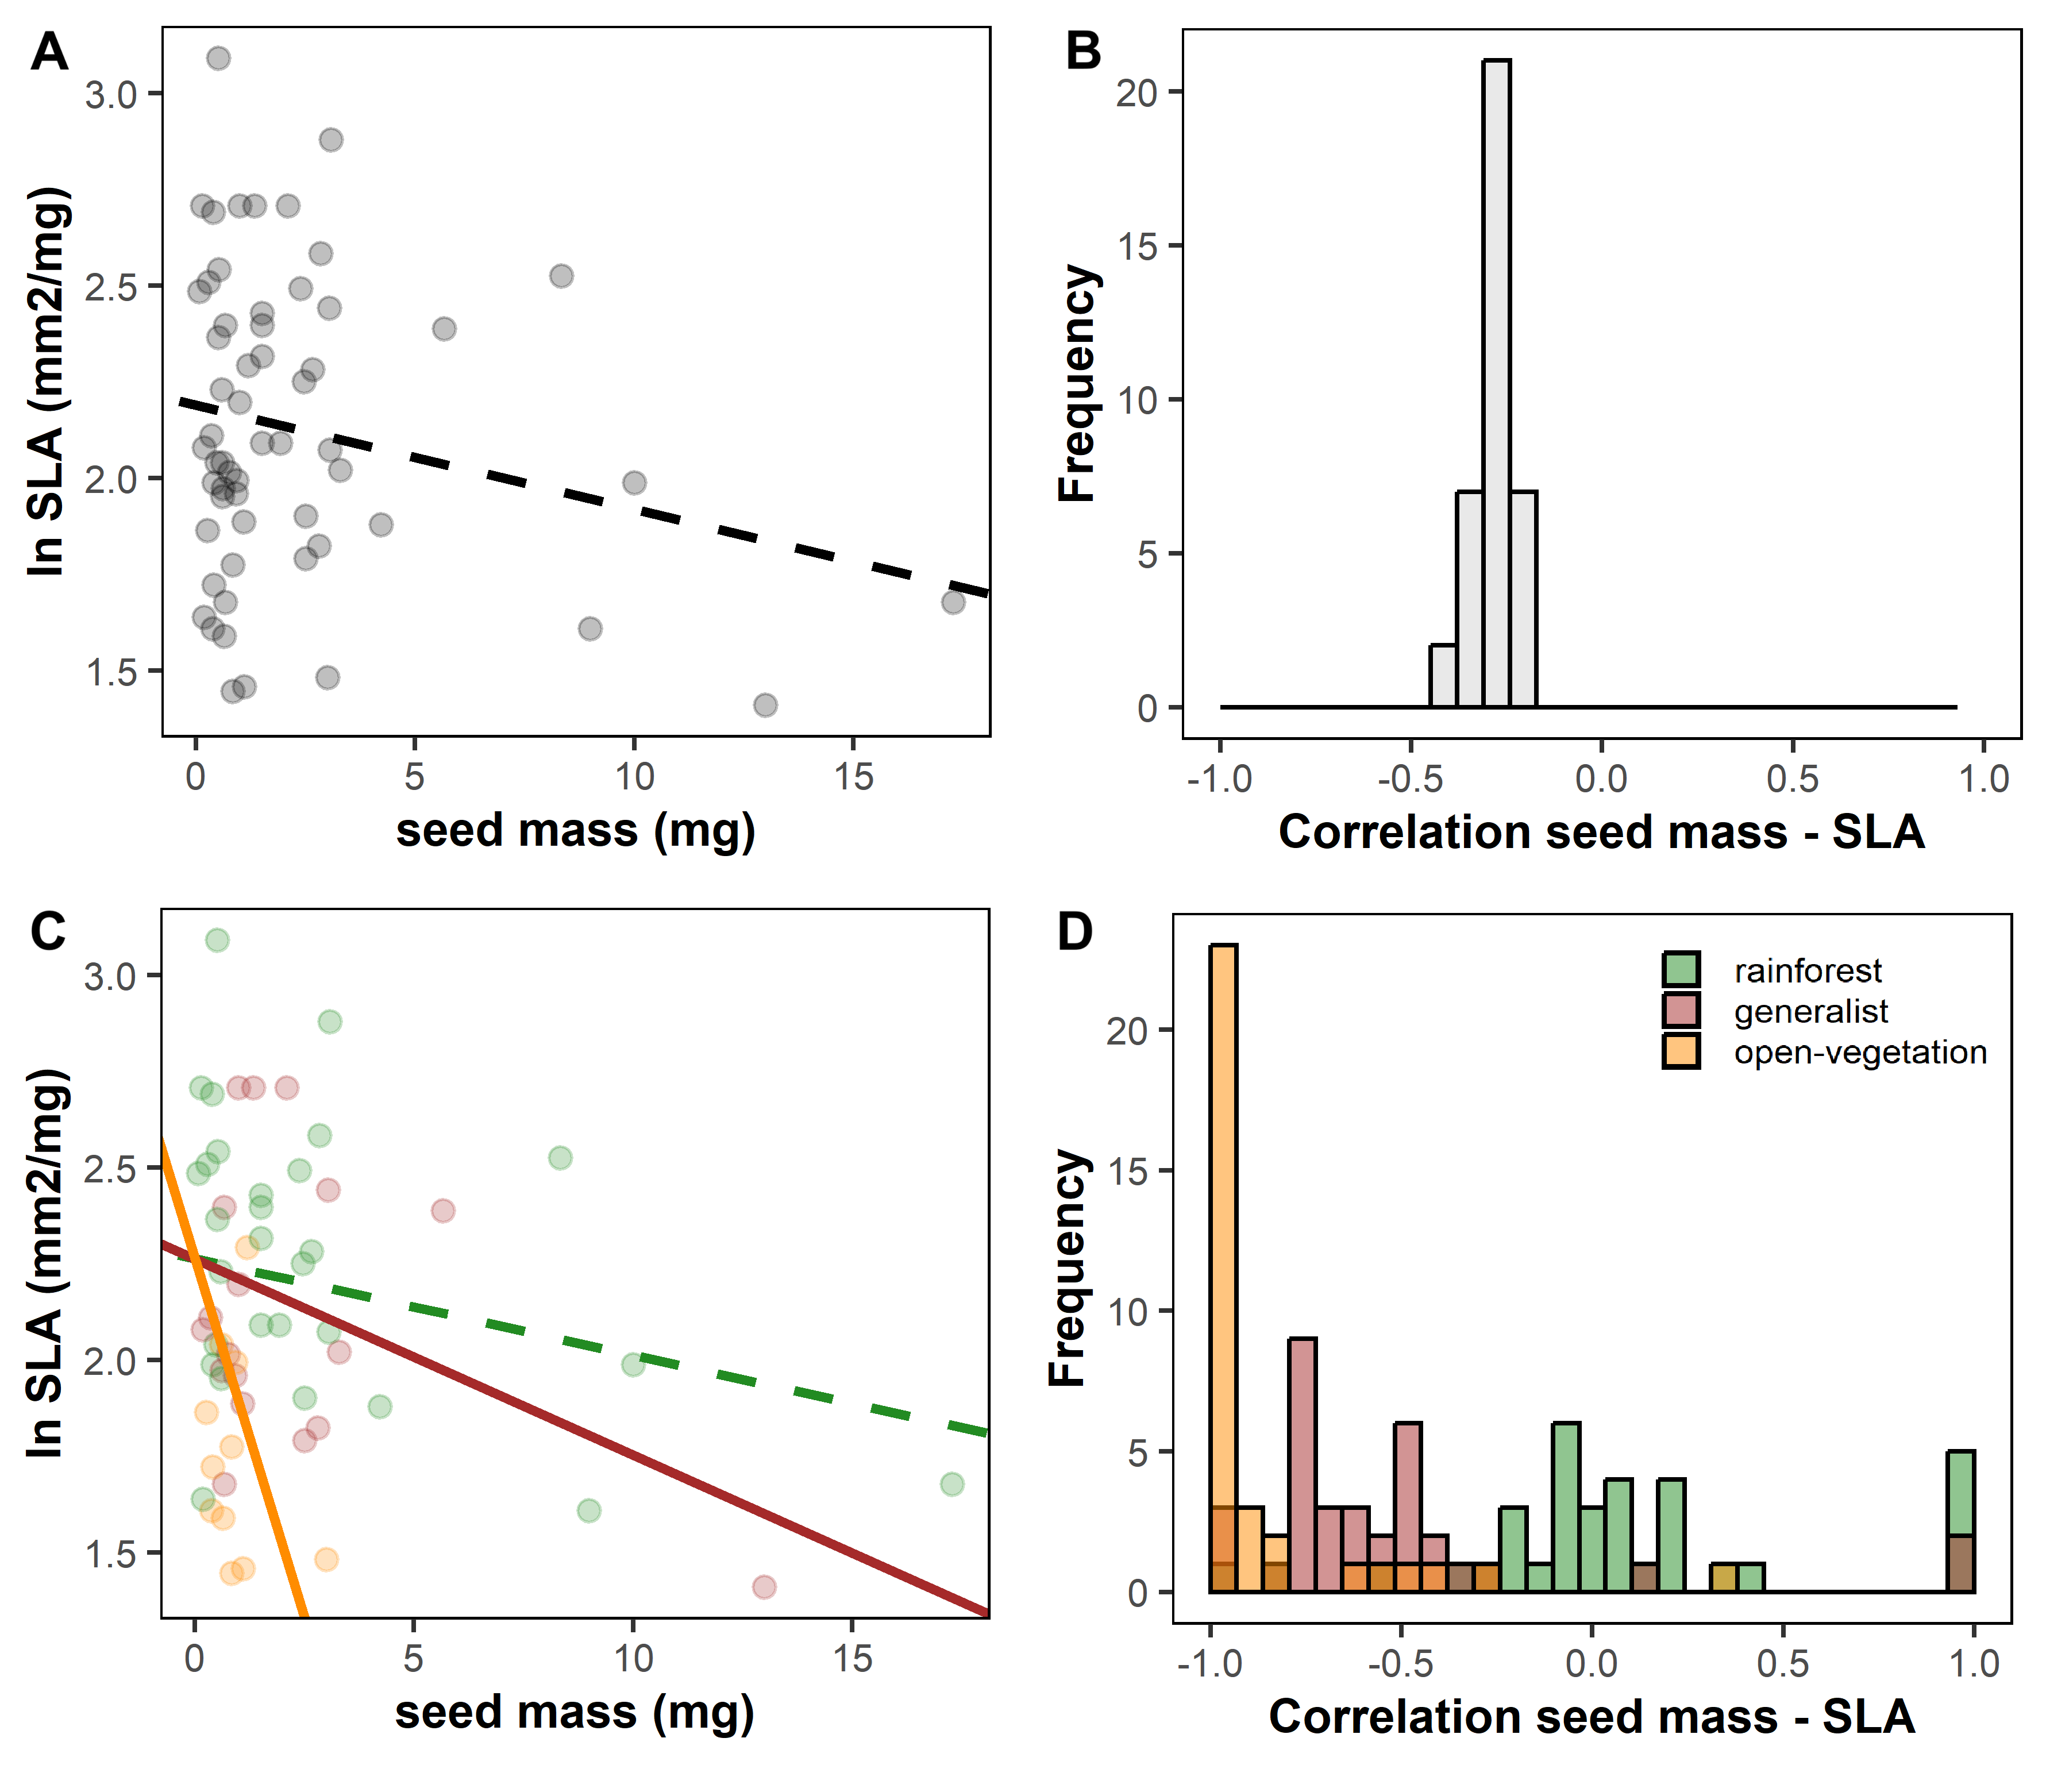 A
3.0
2.5
2.0
1.5
ln SLA (mm2/mg)
0 5 10 15
seed mass (mg)
B
20
15
10
5
0
Frequency
-1.0 -0.5 0.0 0.5 1.0
Correlation seed mass - SLA
C
3.0
2.5
2.0
1.5
ln SLA (mm2/mg)
0 5 10 15
seed mass (mg)
D
rainforest
generalist
open-vegetation
20
15
10
5
0
Frequency
-1.0 -0.5 0.0 0.5 1.0
Correlation seed mass - SLA